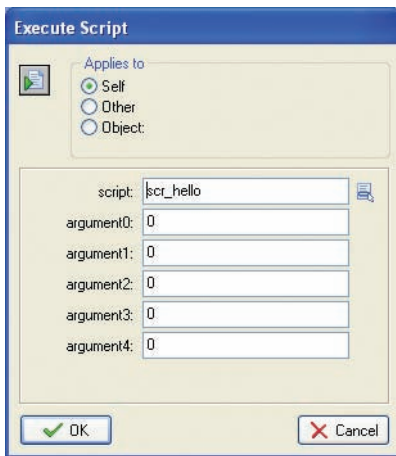 Execute Script
Applies to
Self
Other
Object:
script: scr_hello
argument0: 0
argument1: 0
argument2: 0
argument3: 0
argument4: 0
OK Cancel